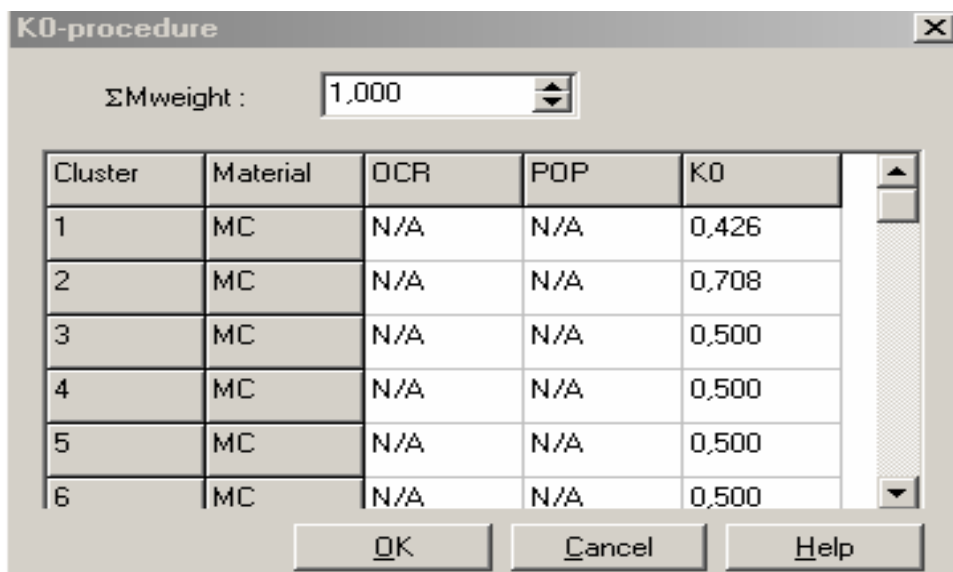 K0-procedure
ΣMweight : 1,000
Cluster Material OCR POP K0
1 MC N/A N/A 0,426
2 MC N/A N/A 0,708
3 MC N/A N/A 0,500
4 MC N/A N/A 0,500
5 MC N/A N/A 0,500
6 MC N/A N/A 0,500
OK Cancel Help